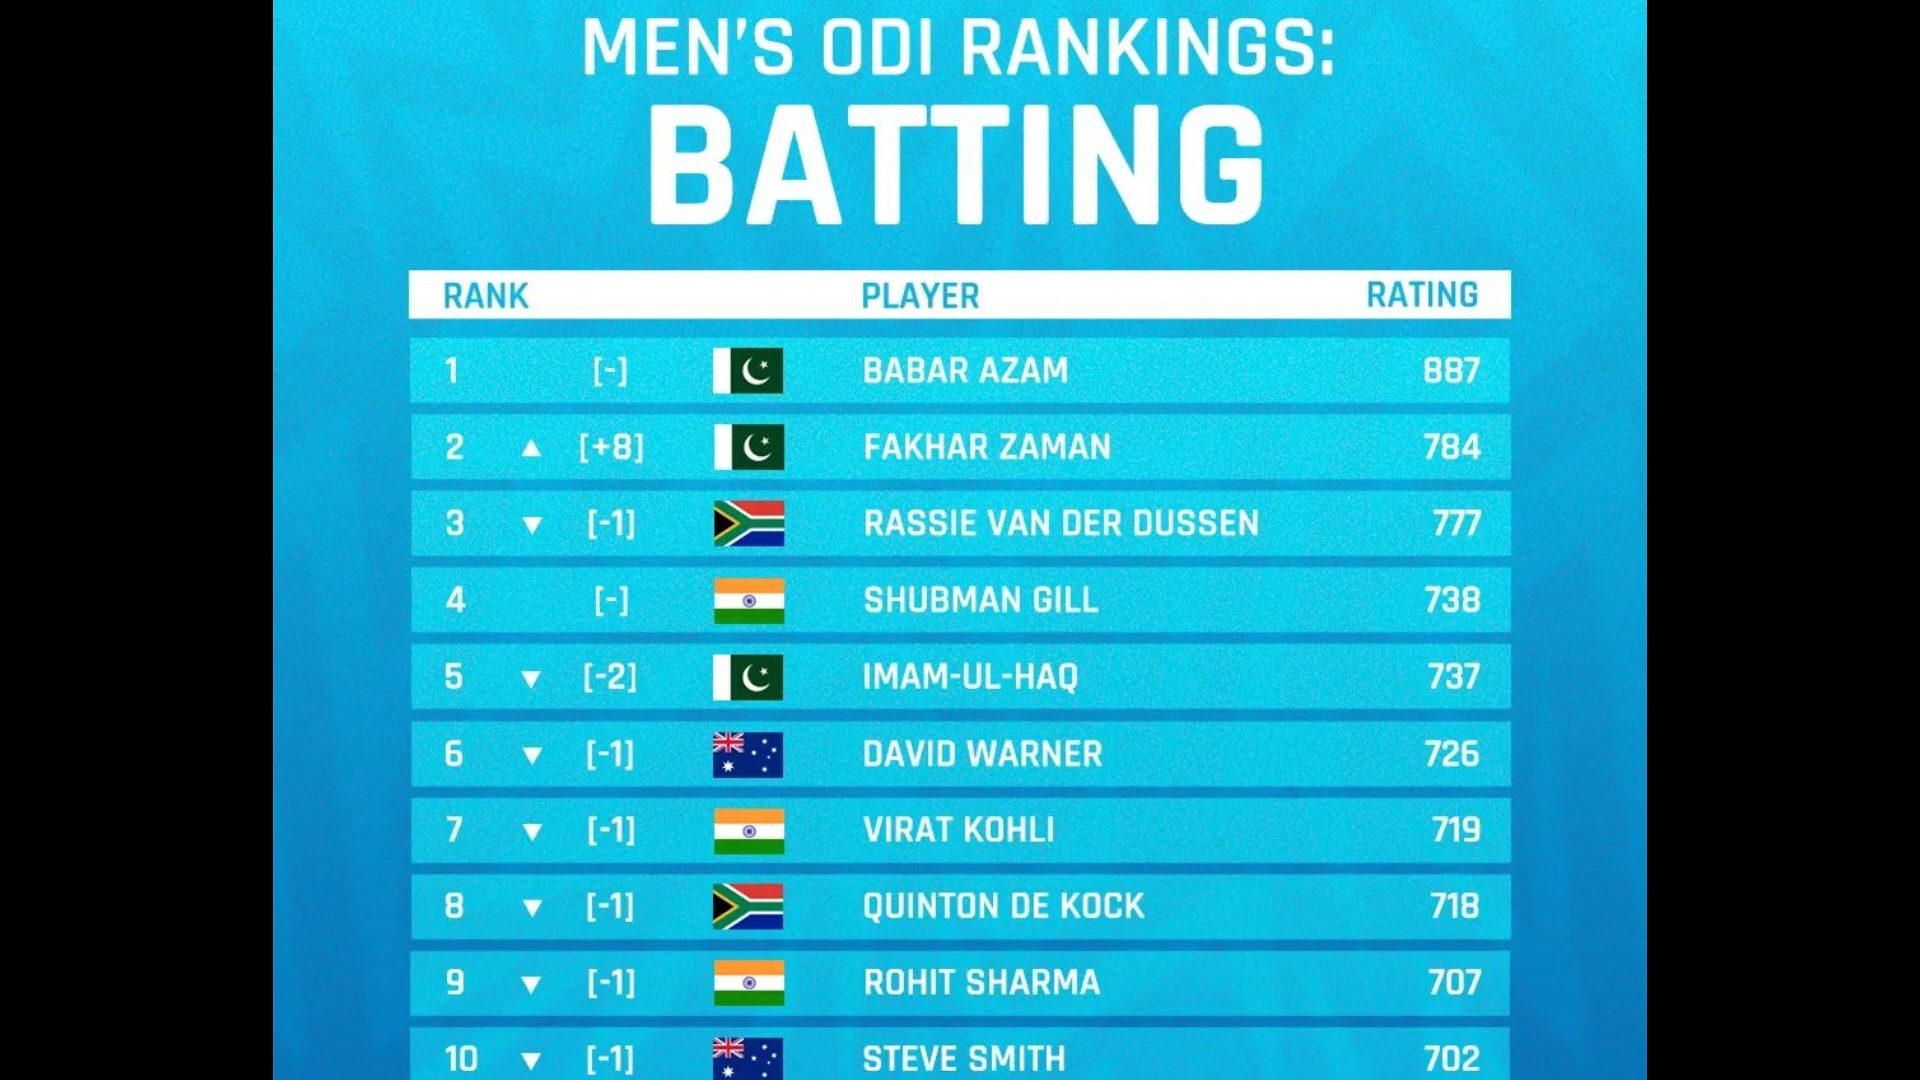 MEN'S ODI RANKINGS:
BATTING
RANK PLAYER RATING
1 [-] BABAR AZAM 887
2 ▲ [+8] FAKHAR ZAMAN 784
3 ▼ [-1] RASSIE VAN DER DUSSEN 777
4 [-] SHUBMAN GILL 738
5 ▼ [-2] IMAM-UL-HAQ 737
6 ▼ [-1] DAVID WARNER 726
7 ▼ [-1] VIRAT KOHLI 719
8 ▼ [-1] QUINTON DE KOCK 718
9 ▼ [-1] ROHIT SHARMA 707
10 ▼ [-1] STEVE SMITH 702